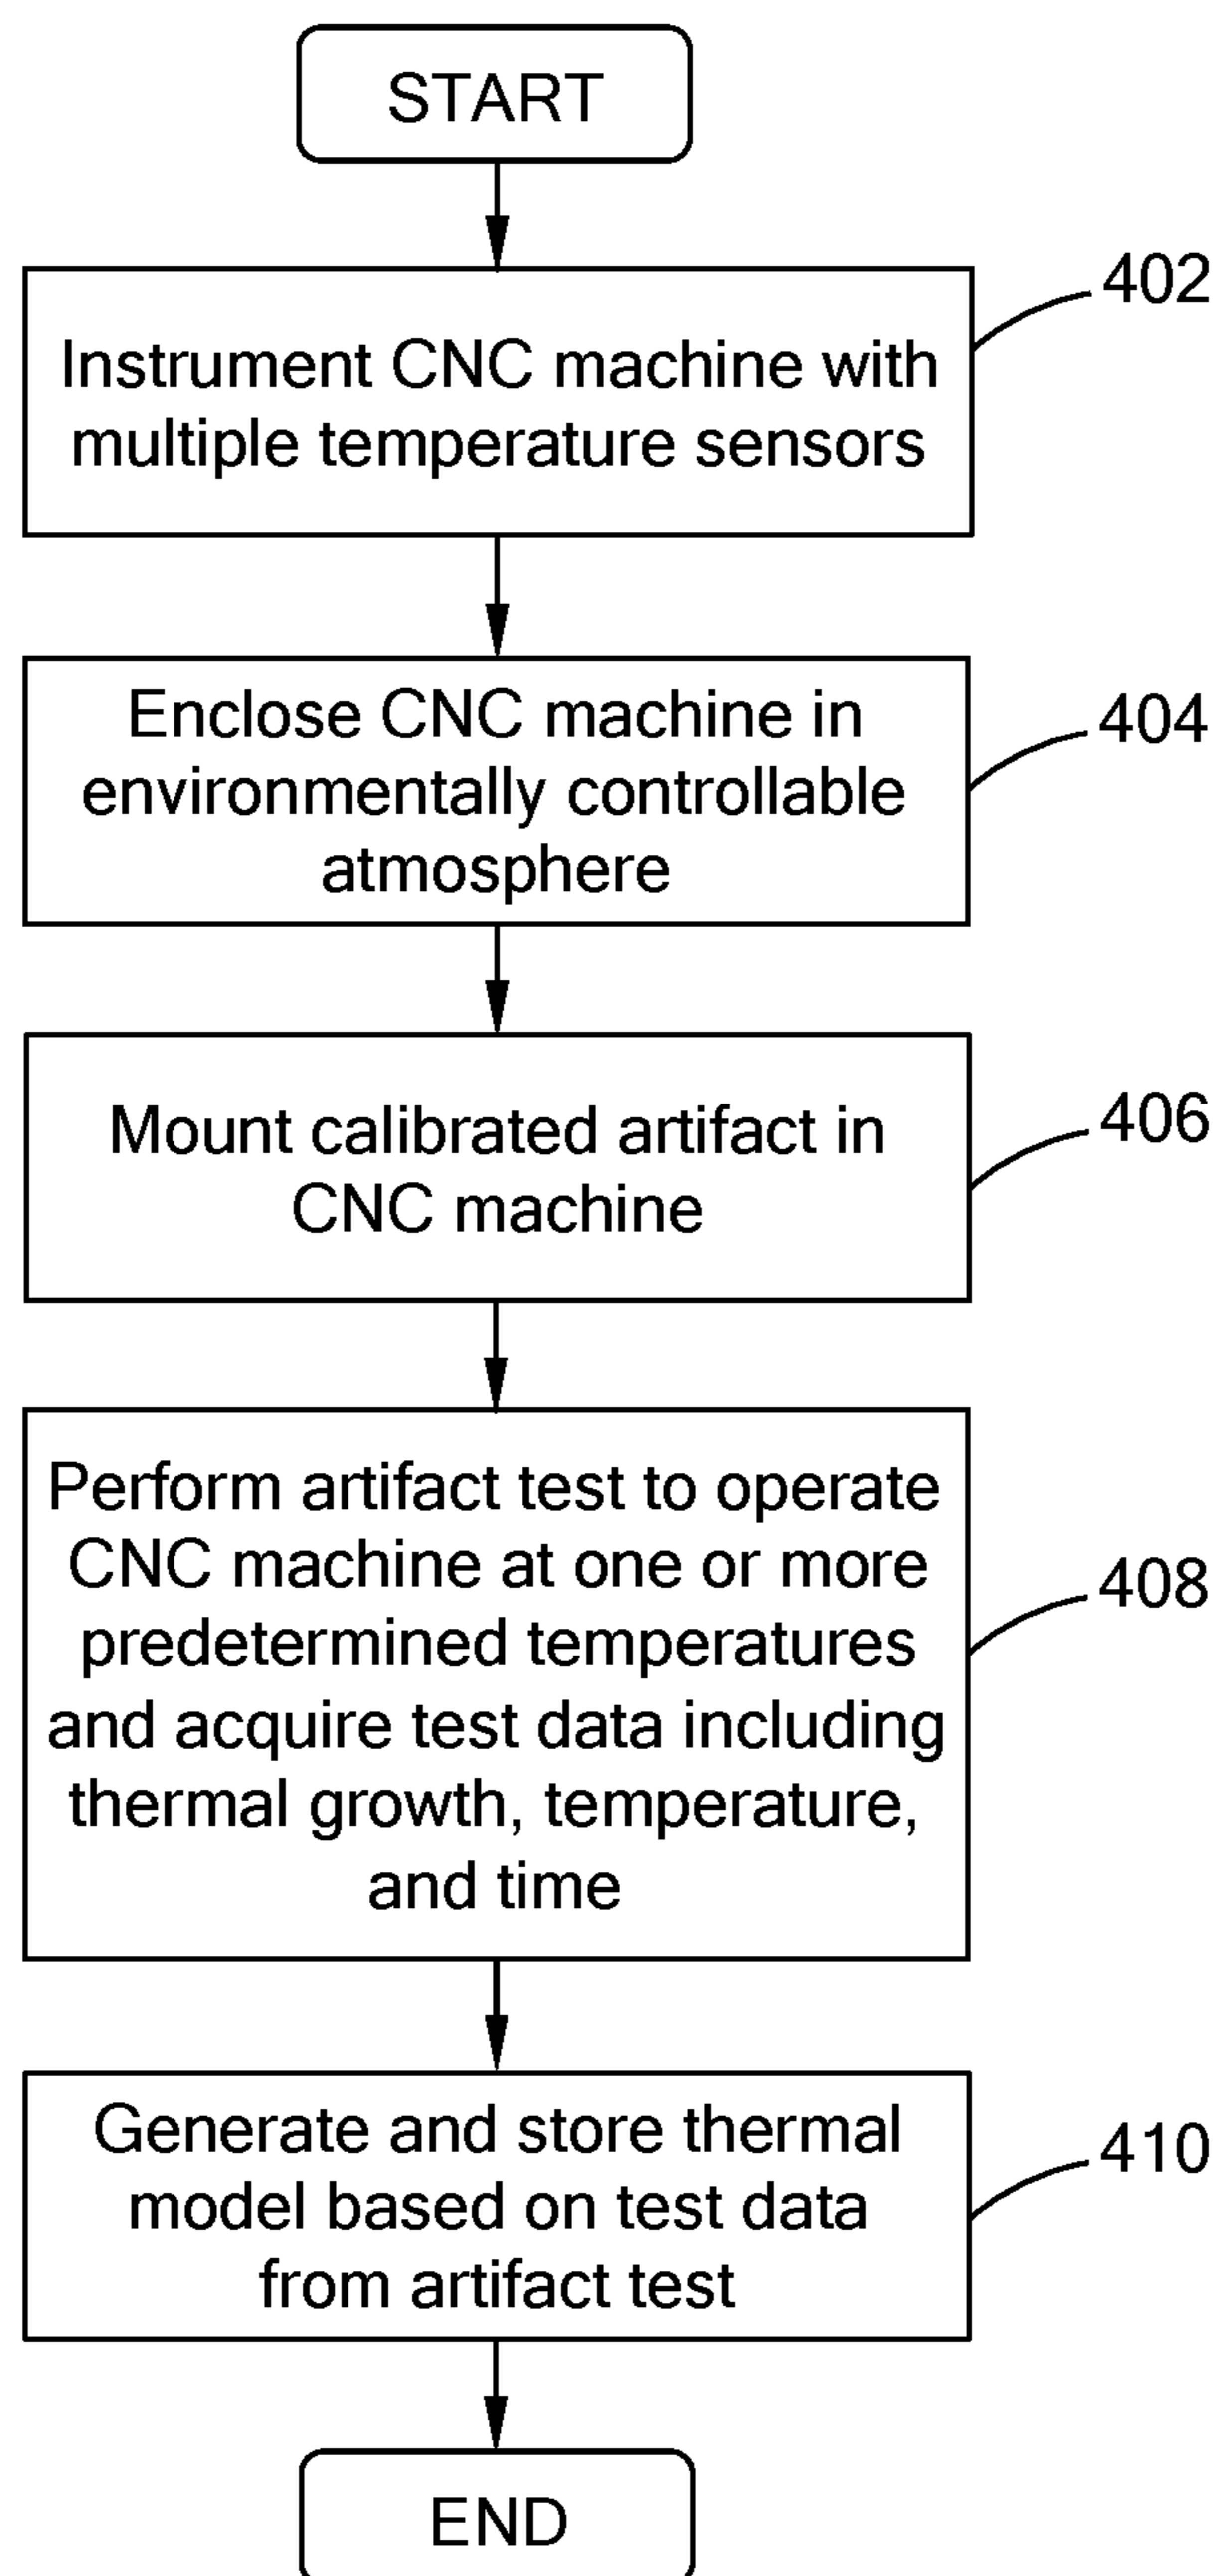 START
402
Instrument CNC machine with
multiple temperature sensors
404
Enclose CNC machine in
environmentally controllable
atmosphere
406
Mount calibrated artifact in
CNC machine
408
Perform artifact test to operate
CNC machine at one or more
predetermined temperatures
and acquire test data including
thermal growth, temperature,
and time
410
Generate and store thermal
model based on test data
from artifact test
END